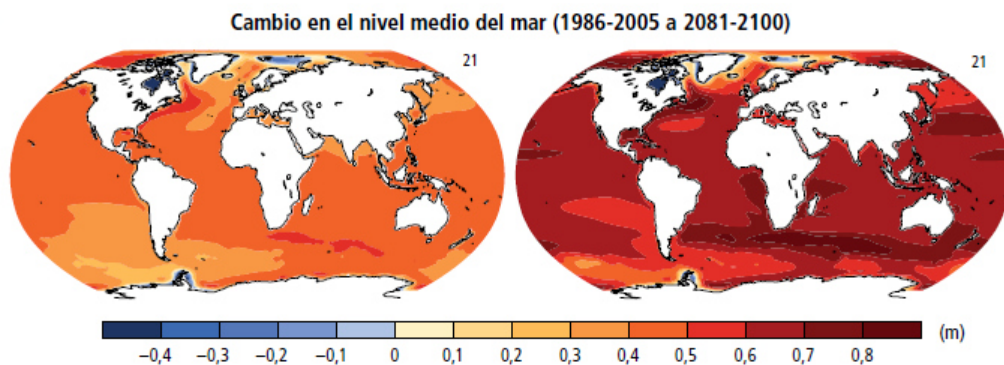 Cambio en el nivel medio del mar (1986-2005 a 2081-2100)
21
21
(m)
−0,4 −0,3 −0,2 −0,1 0 0,1 0,2 0,3 0,4 0,5 0,6 0,7 0,8